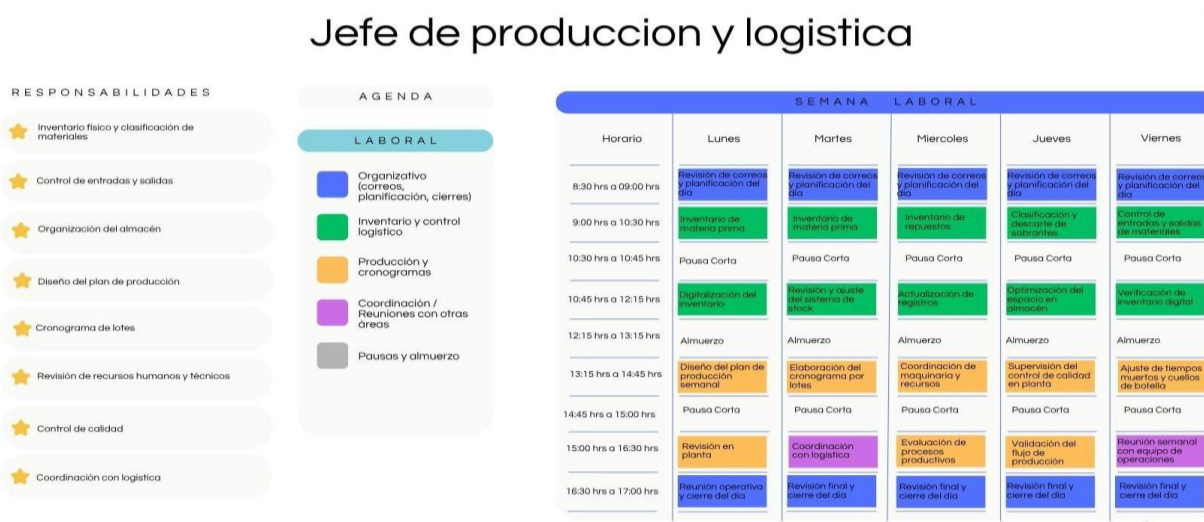 Jefe de produccion y logistica
RESPONSABILIDADES
Inventario fisico y clasificación de
materiales
Control de entradas y salidas
Organización del almacén
Diseño del plan de producción
Cronograma de lotes
Revisión de recursos humanos y técnicos
Control de calidad
Coordinación con logistica
AGENDA
LABORAL
Organizativo
(correos,
planificación, cierres)
Inventario y control
logistico
Producción y
cronogramas
Coordinación /
Reuniones con otras
áreas
Pausas y almuerzo
SEMANA LABORAL
Horario
Lunes
Martes
Miercoles
Jueves
Viernes
8:30 hrs a 09:00 hrs
Revisión de correos
y planificación del
dia
Revisión de correos
y planificación del
dia
Revisión de correos
y planificación del
dia
Revisión de correos
y planificación del
dia
Revisión de correos
y planificación del
dia
9:00 hrs a 10:30 hrs
Inventario de
materia prima
Inventario de
materia prima
Inventario de
repuestos
Clasificación y
descarte de
sobrantes
Control de
entradas y salidas
de materiales
10:30 hrs a 10:45 hrs
Pausa Corta
Pausa Corta
Pausa Corta
Pausa Corta
Pausa Corta
10:45 hrs a 12:15 hrs
Digitalización del
inventario
Revisión y ajuste
del sistema de
stock
Actualización de
registros
Optimización del
espacio en
almacén
Verificación de
inventario digital
12:15 hrs a 13:15 hrs
Almuerzo
Almuerzo
Almuerzo
Almuerzo
Almuerzo
13:15 hrs a 14:45 hrs
Diseño del plan de
producción
semanal
Elaboración del
cronograma por
lotes
Coordinación de
maquinaria y
recursos
Supervisión del
control de calidad
en planta
Ajuste de tiempos
muertos y cuellos
de botella
14:45 hrs a 15:00 hrs
Pausa Corta
Pausa Corta
Pausa Corta
Pausa Corta
Pausa Corta
15:00 hrs a 16:30 hrs
Revisión en
planta
Coordinación
con logística
Evaluación de
procesos
productivos
Validación del
flujo de
producción
Reunión semanal
con equipo de
operaciones
16:30 hrs a 17:00 hrs
Reunión operativa
y cierre del dia
Revisión final y
cierre del dia
Revisión final y
cierre del dia
Revisión final y
cierre del dia
Revisión final y
cierre del dia